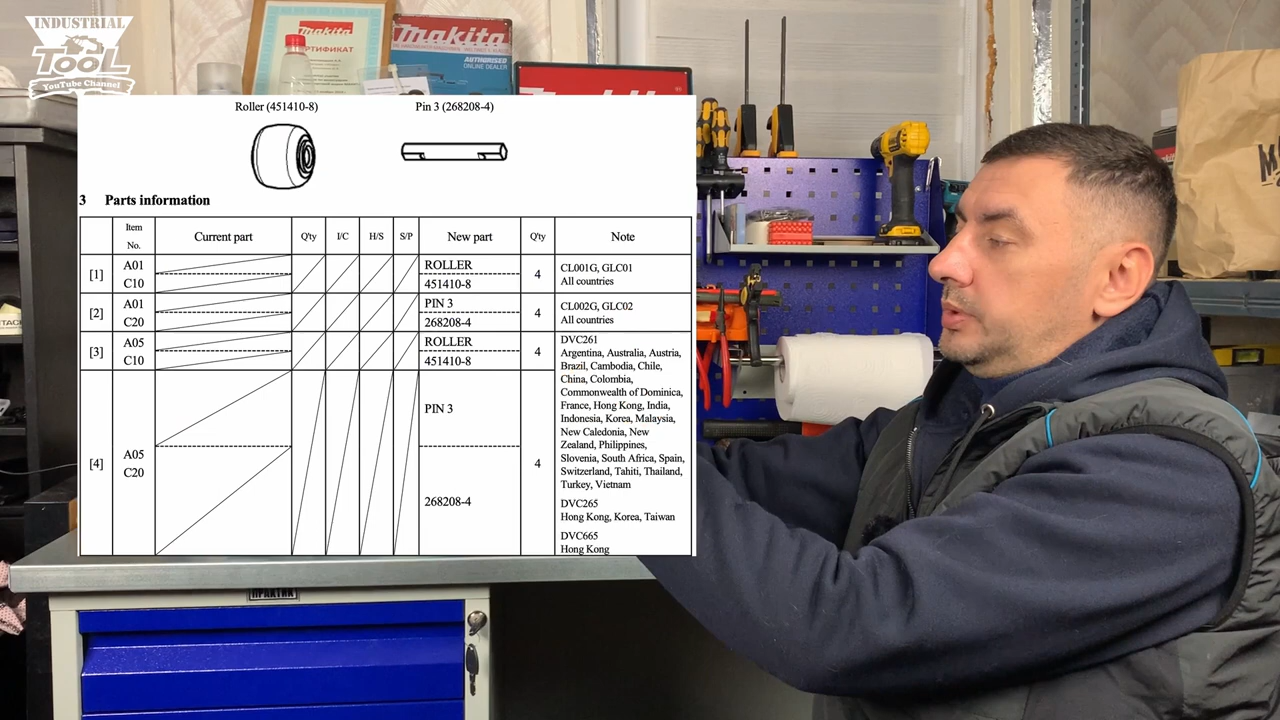 INDUSTRIAL
TOOL
YouTube Channel
makita
СЕРТИФИКАТ
makita
AUTHORISED
ONLINE DEALER
Roller (451410-8)
Pin 3 (268208-4)
3 Parts information
Item No.
Current part
Q'ty
I/C
H/S
S/P
New part
Q'ty
Note
[1]
A01
C10
ROLLER
451410-8
4
CL001G, GLC01
All countries
[2]
A01
C20
PIN 3
268208-4
4
CL002G, GLC02
All countries
[3]
A05
C10
ROLLER
451410-8
4
[4]
A05
C20
PIN 3
268208-4
4
DVC261
Argentina, Australia, Austria,
Brazil, Cambodia, Chile,
China, Colombia,
Commonwealth of Dominica,
France, Hong Kong, India,
Indonesia, Korea, Malaysia,
New Caledonia, New
Zealand, Philippines,
Slovenia, South Africa, Spain,
Switzerland, Tahiti, Thailand,
Turkey, Vietnam
DVC265
Hong Kong, Korea, Taiwan
DVC665
Hong Kong
ПРАКТИК